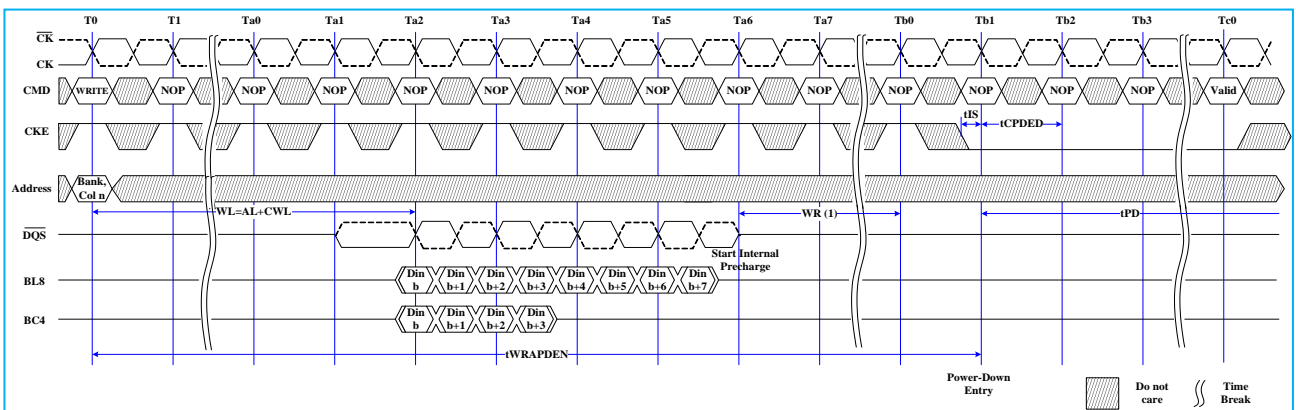 T0 T1 Ta0 Ta1 Ta2 Ta3 Ta4 Ta5 Ta6 Ta7 Tb0 Tb1 Tb2 Tb3 Tc0
CK
CK
CMD WRITE NOP NOP NOP NOP NOP NOP NOP NOP NOP NOP NOP NOP NOP Valid
tIS
CKE tCPDED
Address Bank,
Col n
WL=AL+CWL WR (1) tPD
DQS
Start Internal
Precharge
BL8 Din Din Din Din Din Din Din Din
b b+1 b+2 b+3 b+4 b+5 b+6 b+7
BC4 Din Din Din Din
b b+1 b+2 b+3
tWRAPDEN
Power-Down
Entry
Do not
care
Time
Break